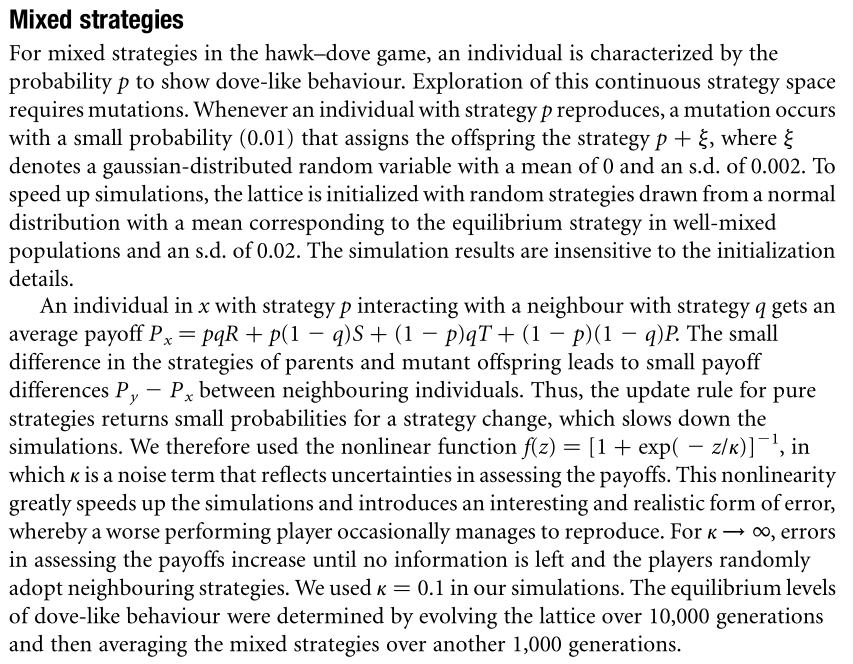 Mixed strategies
For mixed strategies in the hawk–dove game, an individual is characterized by the
probability p to show dove-like behaviour. Exploration of this continuous strategy space
requires mutations. Whenever an individual with strategy p reproduces, a mutation occurs
with a small probability (0.01) that assigns the offspring the strategy p + ξ, where ξ
denotes a gaussian-distributed random variable with a mean of 0 and an s.d. of 0.002. To
speed up simulations, the lattice is initialized with random strategies drawn from a normal
distribution with a mean corresponding to the equilibrium strategy in well-mixed
populations and an s.d. of 0.02. The simulation results are insensitive to the initialization
details.
An individual in x with strategy p interacting with a neighbour with strategy q gets an
average payoff Pₓ = pqR + p(1 − q)S + (1 − p)qT + (1 − p)(1 − q)P. The small
difference in the strategies of parents and mutant offspring leads to small payoff
differences P_y − Pₓ between neighbouring individuals. Thus, the update rule for pure
strategies returns small probabilities for a strategy change, which slows down the
simulations. We therefore used the nonlinear function f(z) = [1 + exp( − z/κ)]⁻¹, in
which κ is a noise term that reflects uncertainties in assessing the payoffs. This nonlinearity
greatly speeds up the simulations and introduces an interesting and realistic form of error,
whereby a worse performing player occasionally manages to reproduce. For κ → ∞, errors
in assessing the payoffs increase until no information is left and the players randomly
adopt neighbouring strategies. We used κ = 0.1 in our simulations. The equilibrium levels
of dove-like behaviour were determined by evolving the lattice over 10,000 generations
and then averaging the mixed strategies over another 1,000 generations.